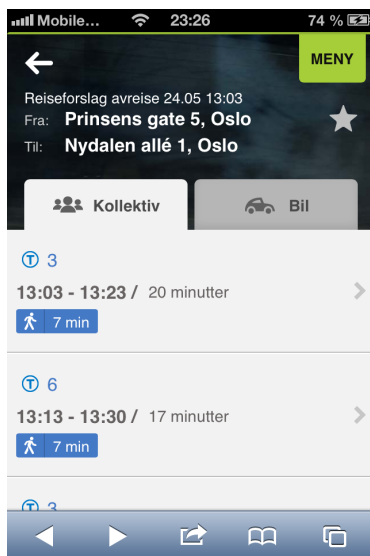 Mobile... 23:26 74 %
MENY
Reiseforslag avreise 24.05 13:03
Fra: Prinsens gate 5, Oslo
Til: Nydalen allé 1, Oslo
Kollektiv Bil
T 3
13:03 - 13:23 / 20 minutter
7 min
T 6
13:13 - 13:30 / 17 minutter
7 min
T 3